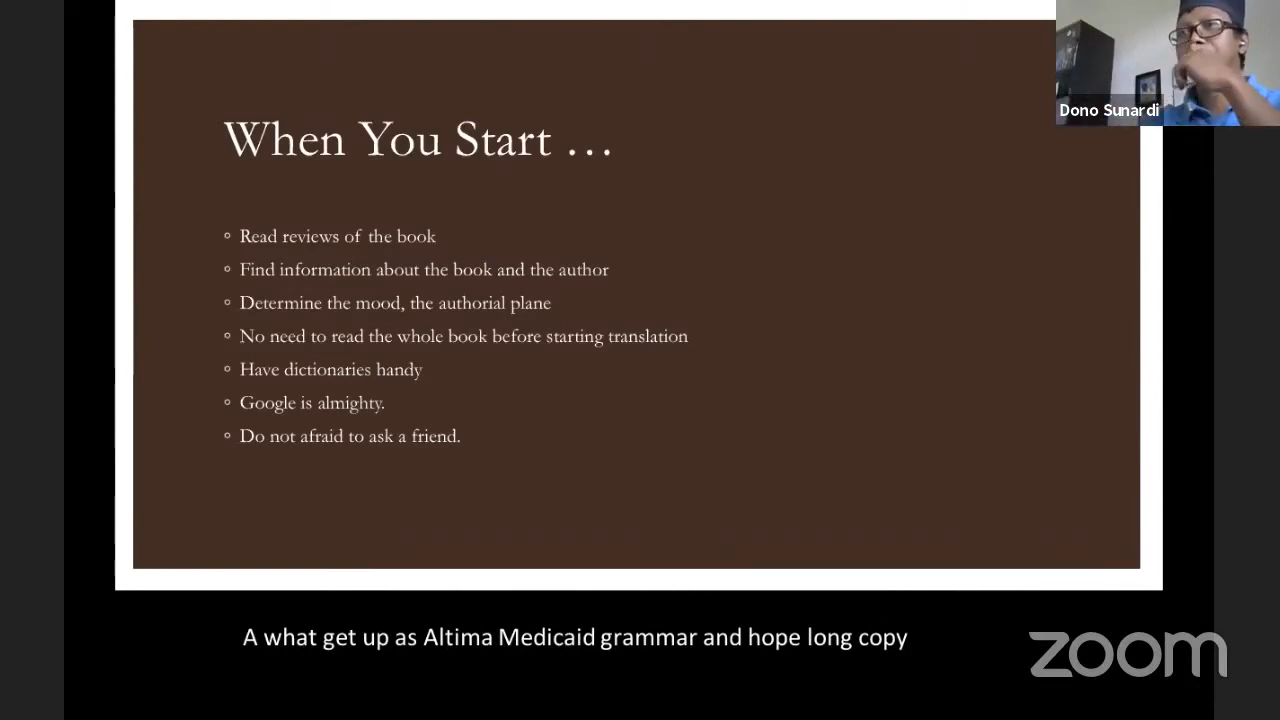 Dono Sunardi
When You Start …
Read reviews of the book
Find information about the book and the author
Determine the mood, the authorial plane
No need to read the whole book before starting translation
Have dictionaries handy
Google is almighty.
Do not afraid to ask a friend.
A what get up as Altima Medicaid grammar and hope long copy
zoom